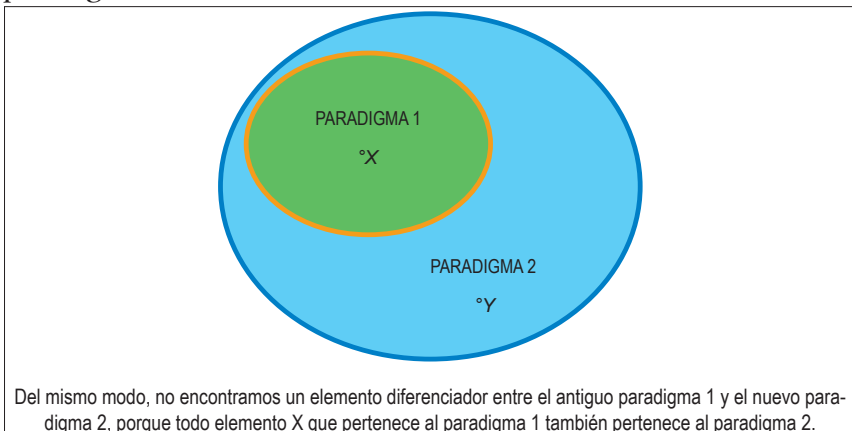 PARADIGMA 1
°X
PARADIGMA 2
°Y
Del mismo modo, no encontramos un elemento diferenciador entre el antiguo paradigma 1 y el nuevo para-
digma 2, porque todo elemento X que pertenece al paradigma 1 también pertenece al paradigma 2.